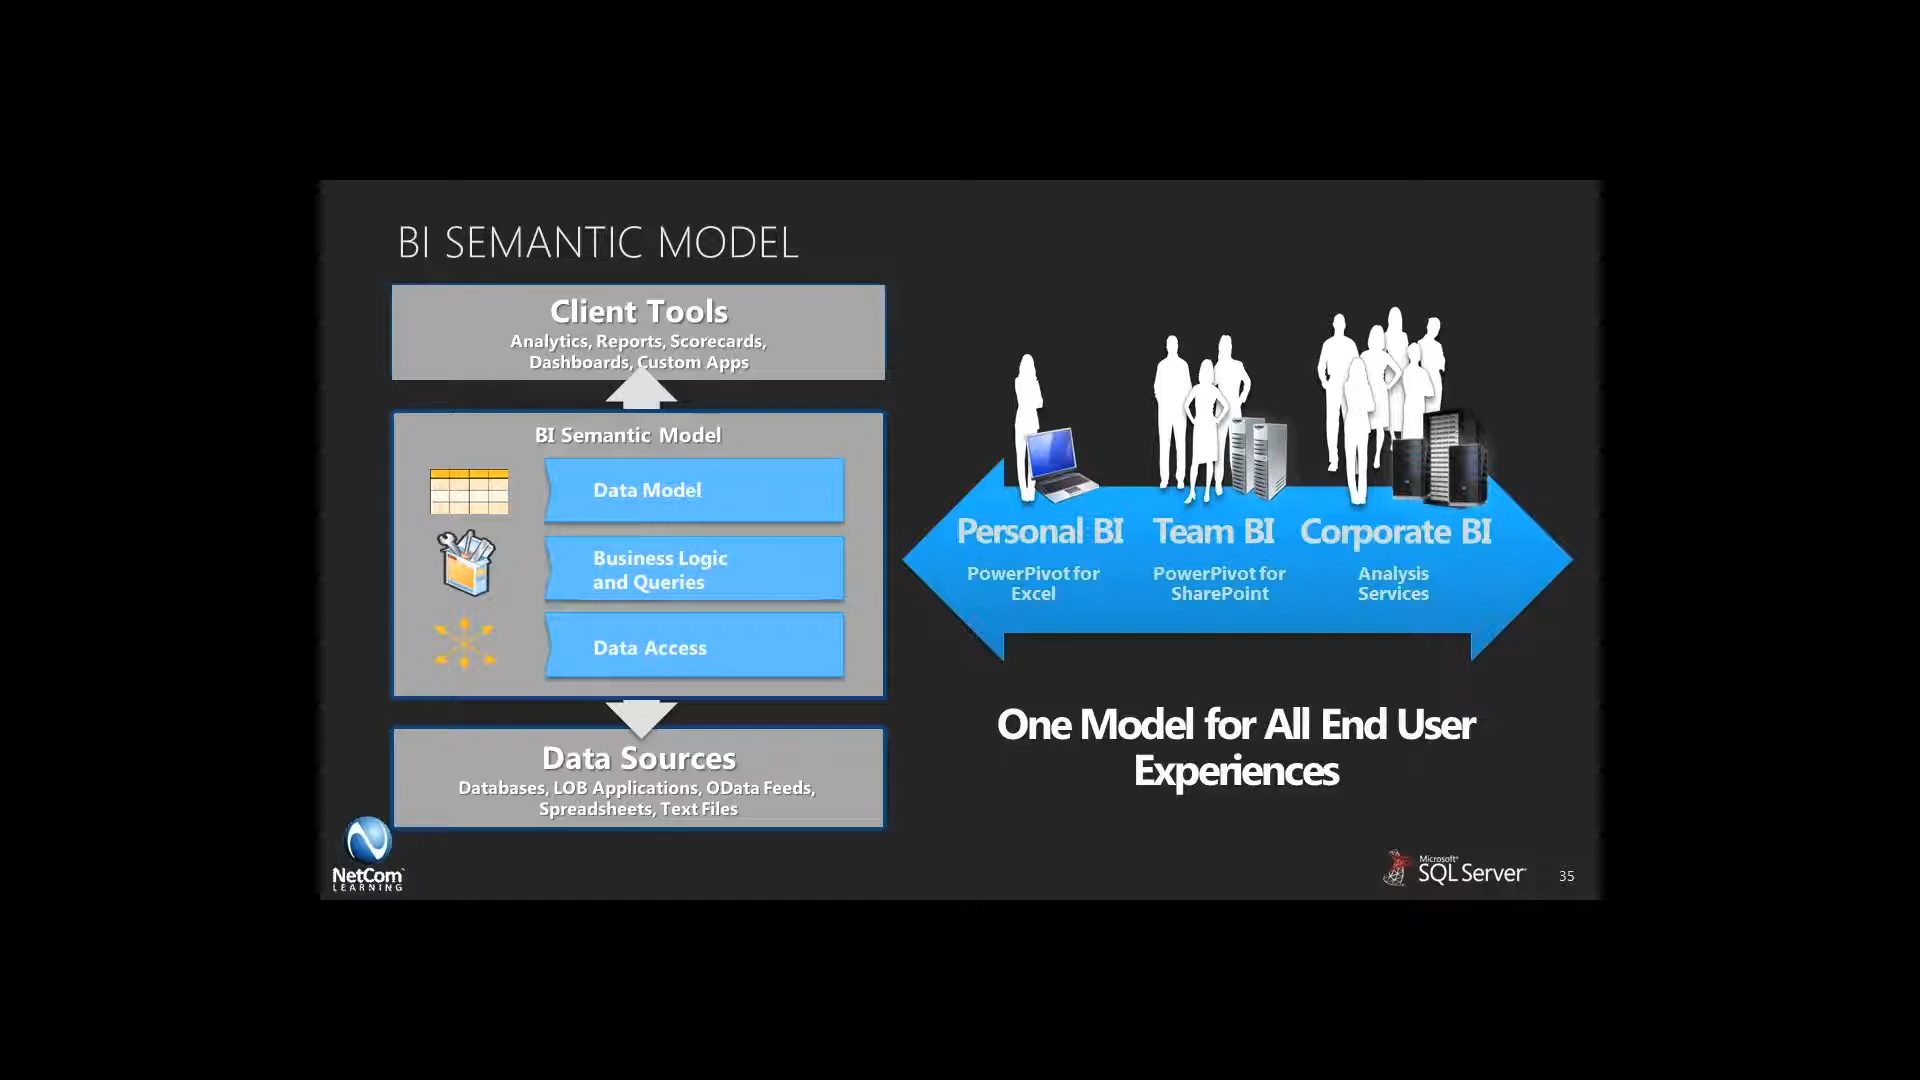 BI SEMANTIC MODEL
Client Tools
Analytics, Reports, Scorecards,
Dashboards, Custom Apps
BI Semantic Model
Data Model
Business Logic
and Queries
Data Access
Data Sources
Databases, LOB Applications, OData Feeds,
Spreadsheets, Text Files
Personal BI
PowerPivot for
Excel
Team BI
PowerPivot for
SharePoint
Corporate BI
Analysis
Services
One Model for All End User
Experiences
NetCom
LEARNING
Microsoft
SQL Server
35